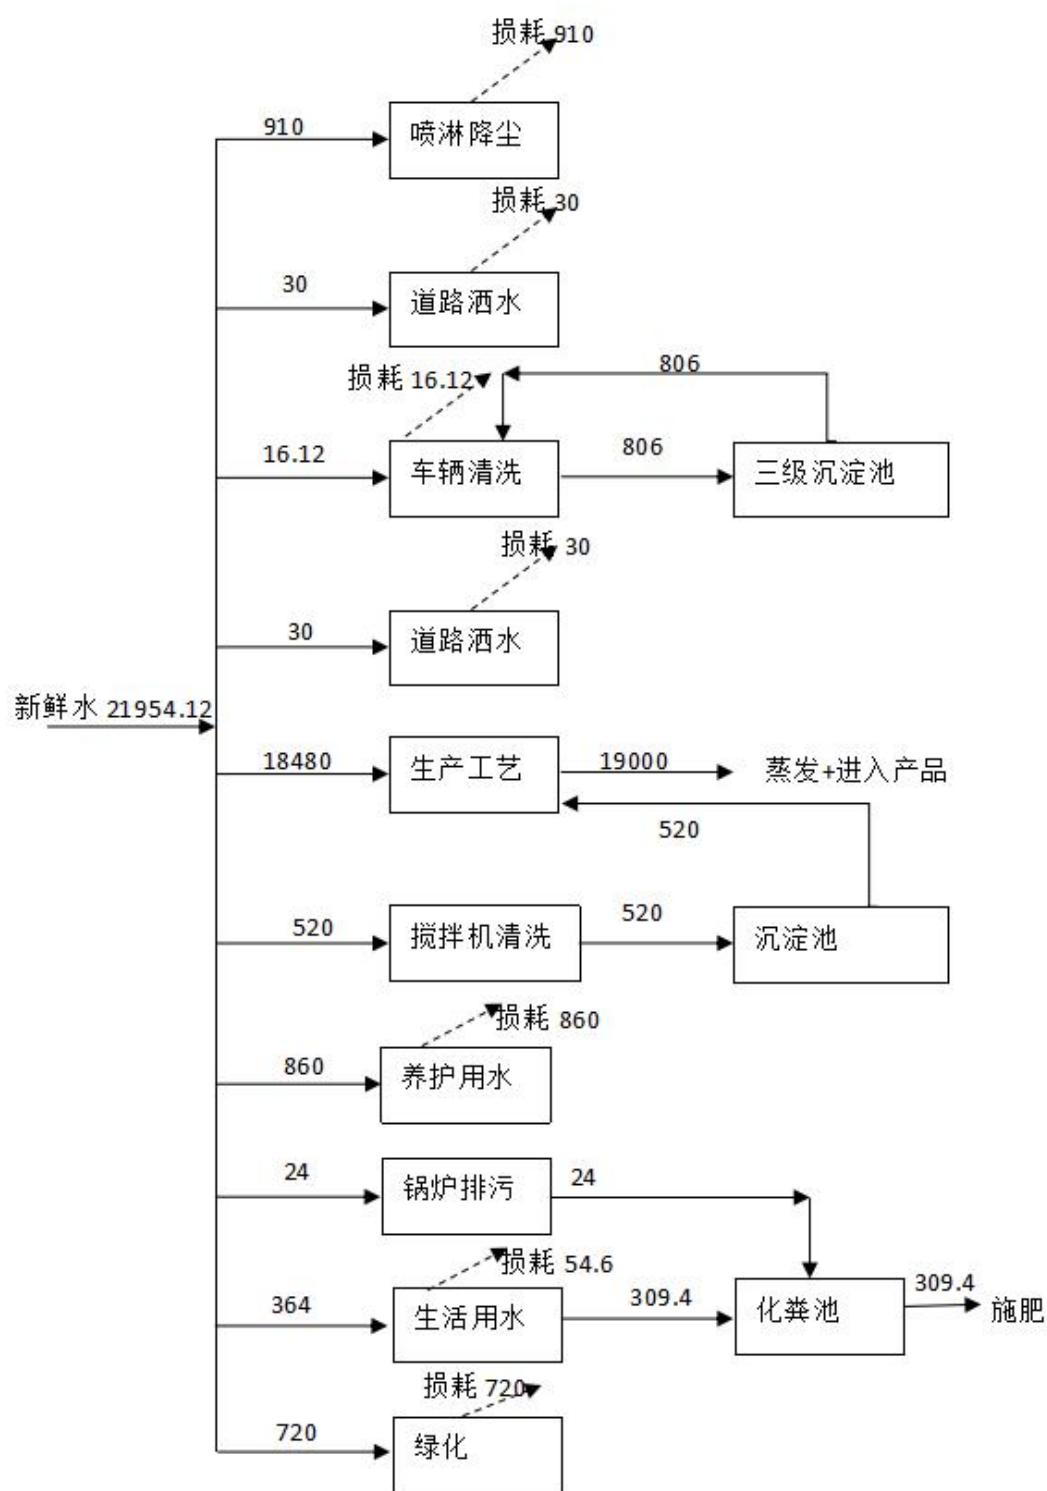 损耗 910
910
喷淋降尘
损耗 30
30
道路洒水
806
损耗 16.12
16.12
车辆清洗
806
三级沉淀池
损耗 30
30
道路洒水
新鲜水 21954.12
18480
生产工艺
19000
蒸发+进入产品
520
520
搅拌机清洗
520
沉淀池
损耗 860
860
养护用水
24
锅炉排污
24
损耗 54.6
364
生活用水
309.4
化粪池
309.4
施肥
损耗 720
720
绿化